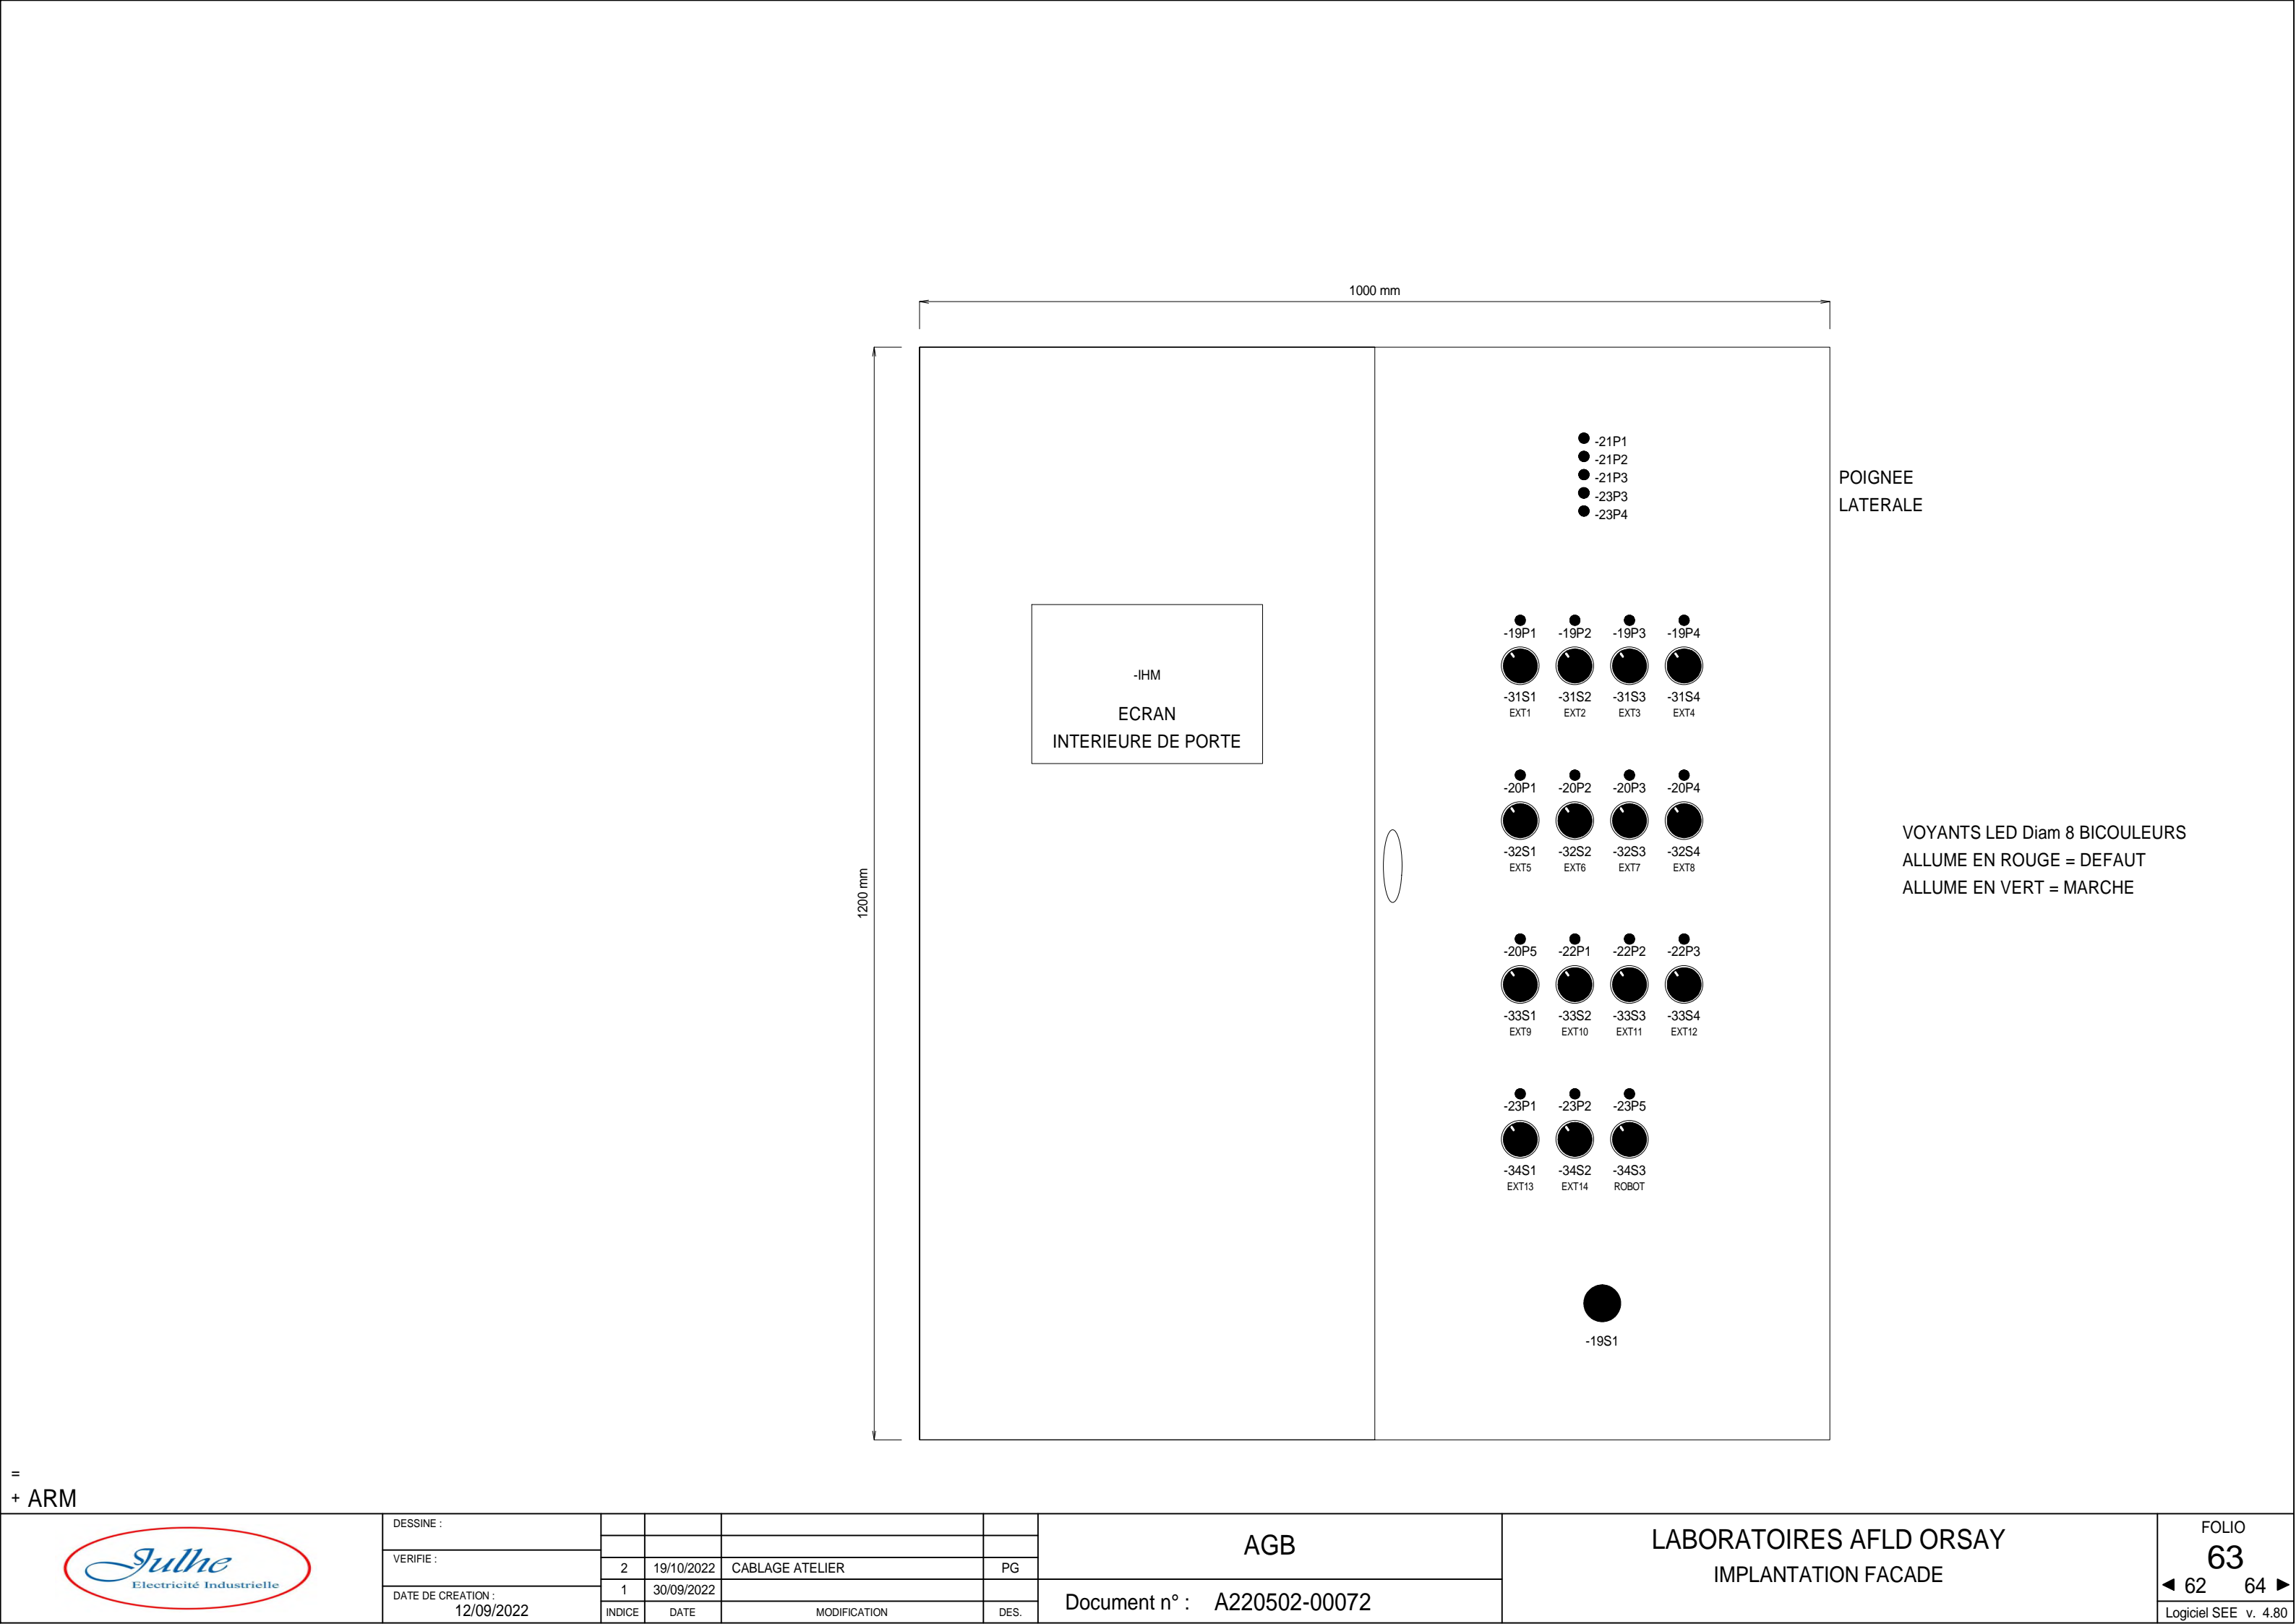 1000 mm
1200 mm
-21P1
-21P2
-21P3
-23P3
-23P4
POIGNEE
LATERALE
-IHM
ECRAN
INTERIEURE DE PORTE
-19P1 -19P2 -19P3 -19P4
-31S1 -31S2 -31S3 -31S4
EXT1 EXT2 EXT3 EXT4
-20P1 -20P2 -20P3 -20P4
-32S1 -32S2 -32S3 -32S4
EXT5 EXT6 EXT7 EXT8
VOYANTS LED Diam 8 BICOULEURS
ALLUME EN ROUGE = DEFAUT
ALLUME EN VERT = MARCHE
-20P5 -22P1 -22P2 -22P3
-33S1 -33S2 -33S3 -33S4
EXT9 EXT10 EXT11 EXT12
-23P1 -23P2 -23P5
-34S1 -34S2 -34S3
EXT13 EXT14 ROBOT
-19S1
=
+ ARM
Julhe
Electricité Industrielle
DESSINE :
VERIFIE :
DATE DE CREATION :
12/09/2022
2 19/10/2022 CABLAGE ATELIER PG
1 30/09/2022
INDICE DATE MODIFICATION DES.
AGB
Document n° : A220502-00072
LABORATOIRES AFLD ORSAY
IMPLANTATION FACADE
FOLIO
63
◄ 62 64 ►
Logiciel SEE v. 4.80